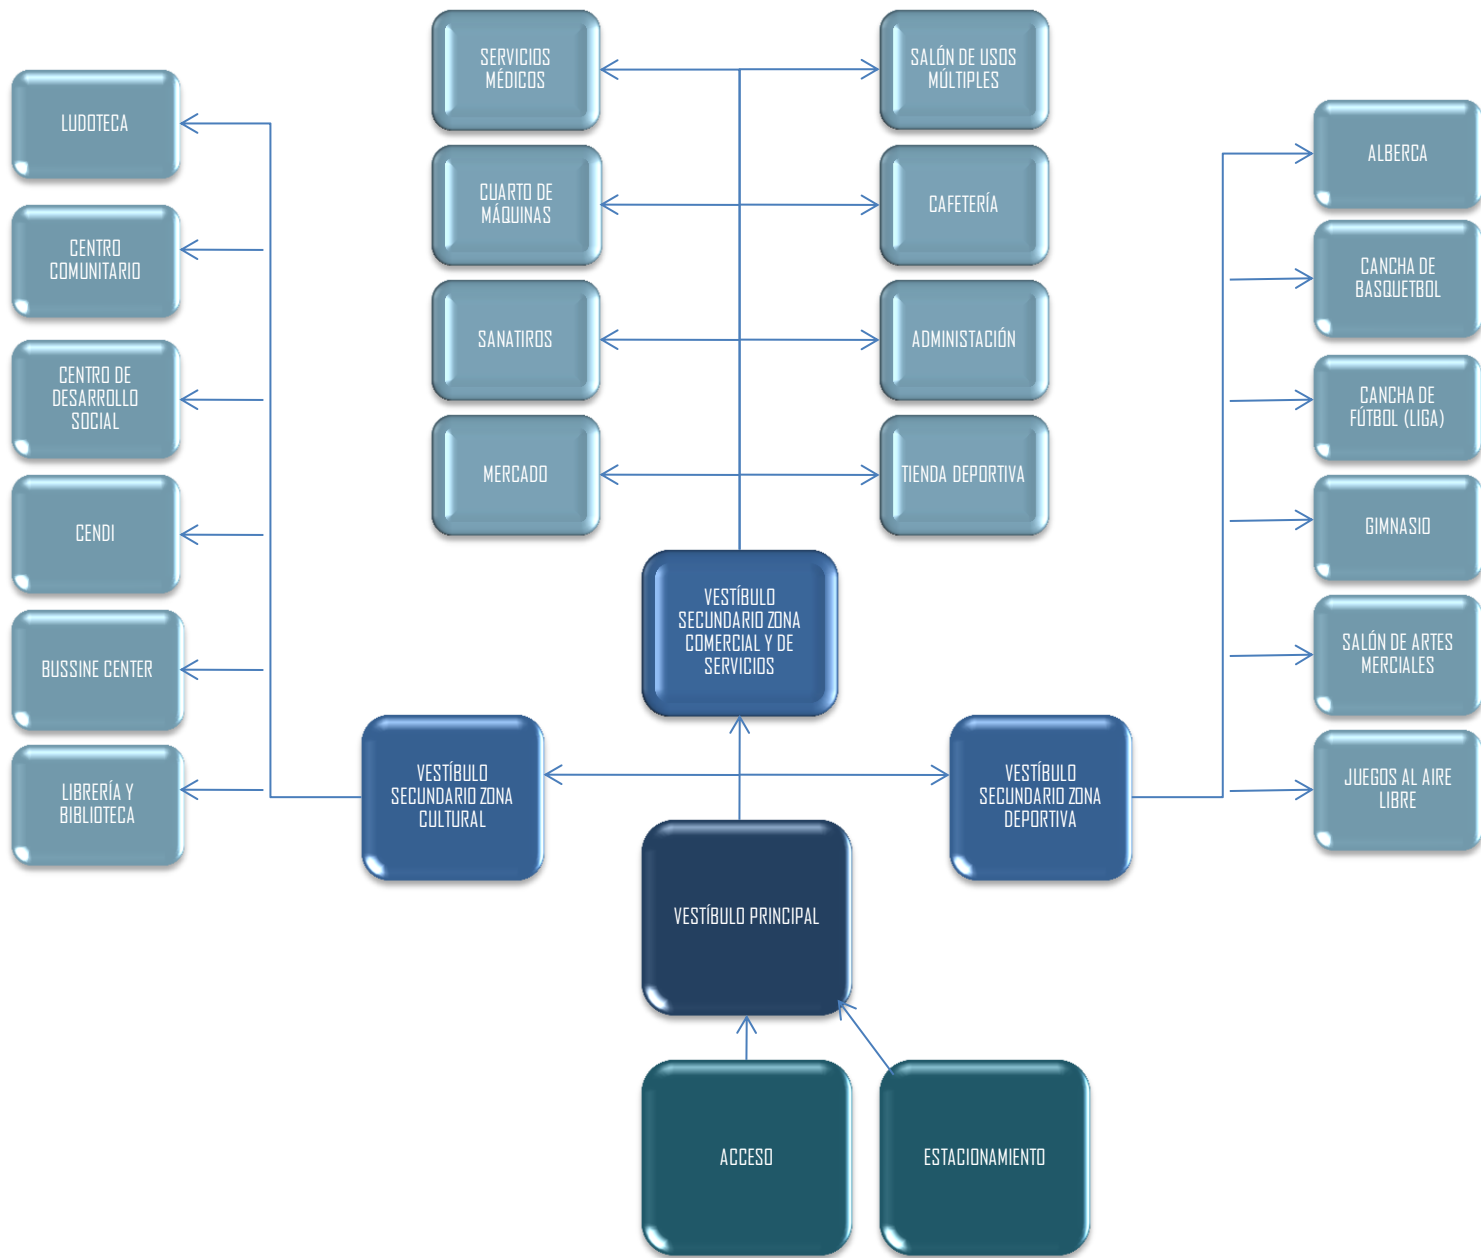 SERVICIOS
MÉDICOS
SALÓN DE USOS
MÚLTIPLES
LUDOTECA
ALBERCA
CUARTO DE
MÁQUINAS
CAFETERÍA
CENTRO
COMUNITARIO
CANCHA DE
BASQUETBOL
SANATIROS
ADMINISTACIÓN
CENTRO DE
DESARROLLO
SOCIAL
CANCHA DE
FÚTBOL (LIGA)
MERCADO
TIENDA DEPORTIVA
CENDI
GIMNASIO
VESTÍBULO
SECUNDARIO ZONA
COMERCIAL Y DE
SERVICIOS
BUSSINE CENTER
SALÓN DE ARTES
MERCIALES
LIBRERÍA Y
BIBLIOTECA
VESTÍBULO
SECUNDARIO ZONA
CULTURAL
VESTÍBULO
SECUNDARIO ZONA
DEPORTIVA
JUEGOS AL AIRE
LIBRE
VESTÍBULO PRINCIPAL
ACCESO
ESTACIONAMIENTO